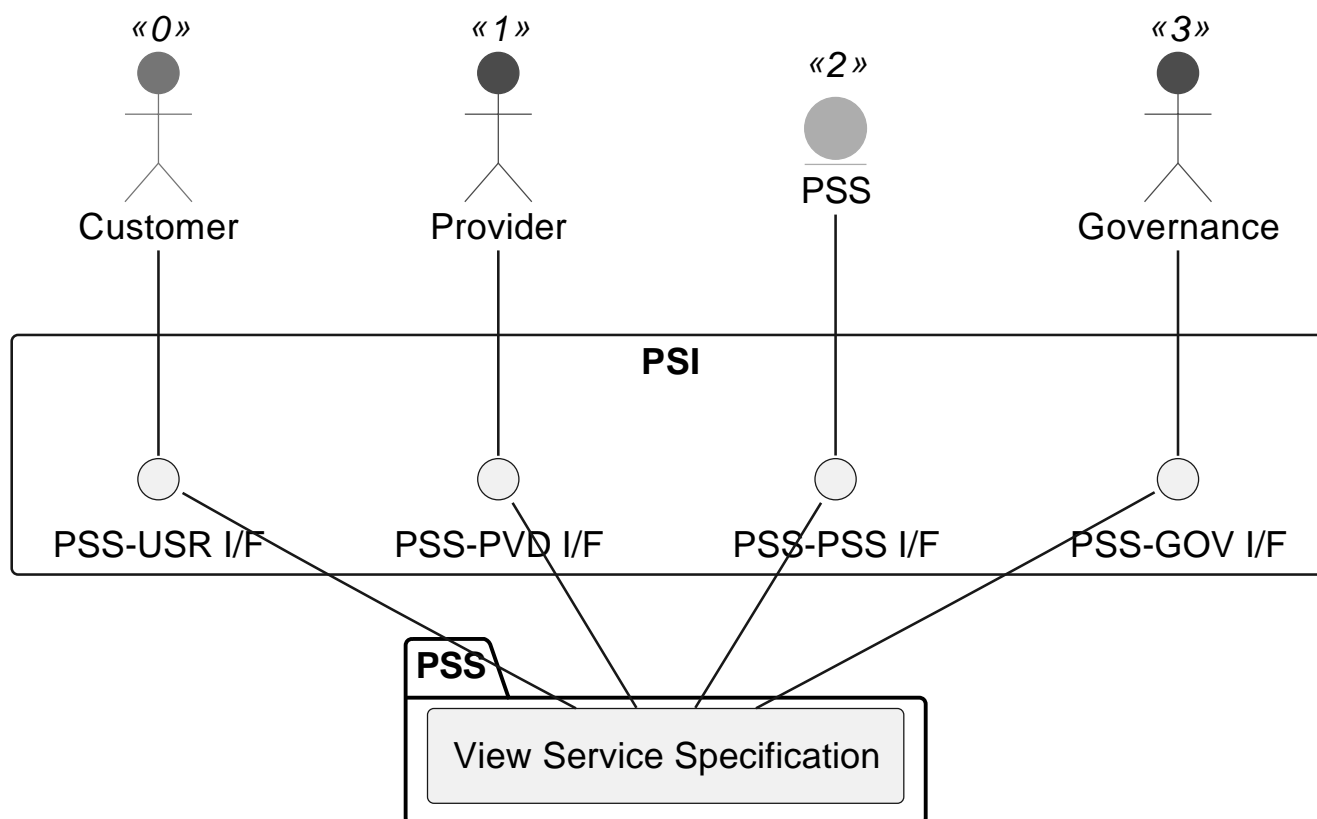 «0»
«1»
«2»
«3»
Customer
Provider
PSS
Governance
PSI
PSS-USR I/F
PSS-PVD I/F
PSS-PSS I/F
PSS-GOV I/F
PSS
View Service Specification